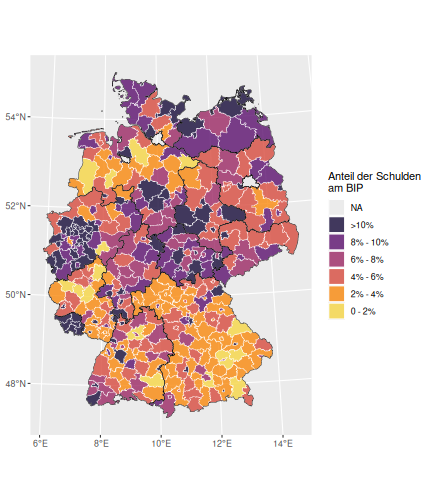 54°N
52°N
50°N
48°N
6°E 8°E 10°E 12°E 14°E
Anteil der Schulden
am BIP
NA
>10%
8% - 10%
6% - 8%
4% - 6%
2% - 4%
0 - 2%